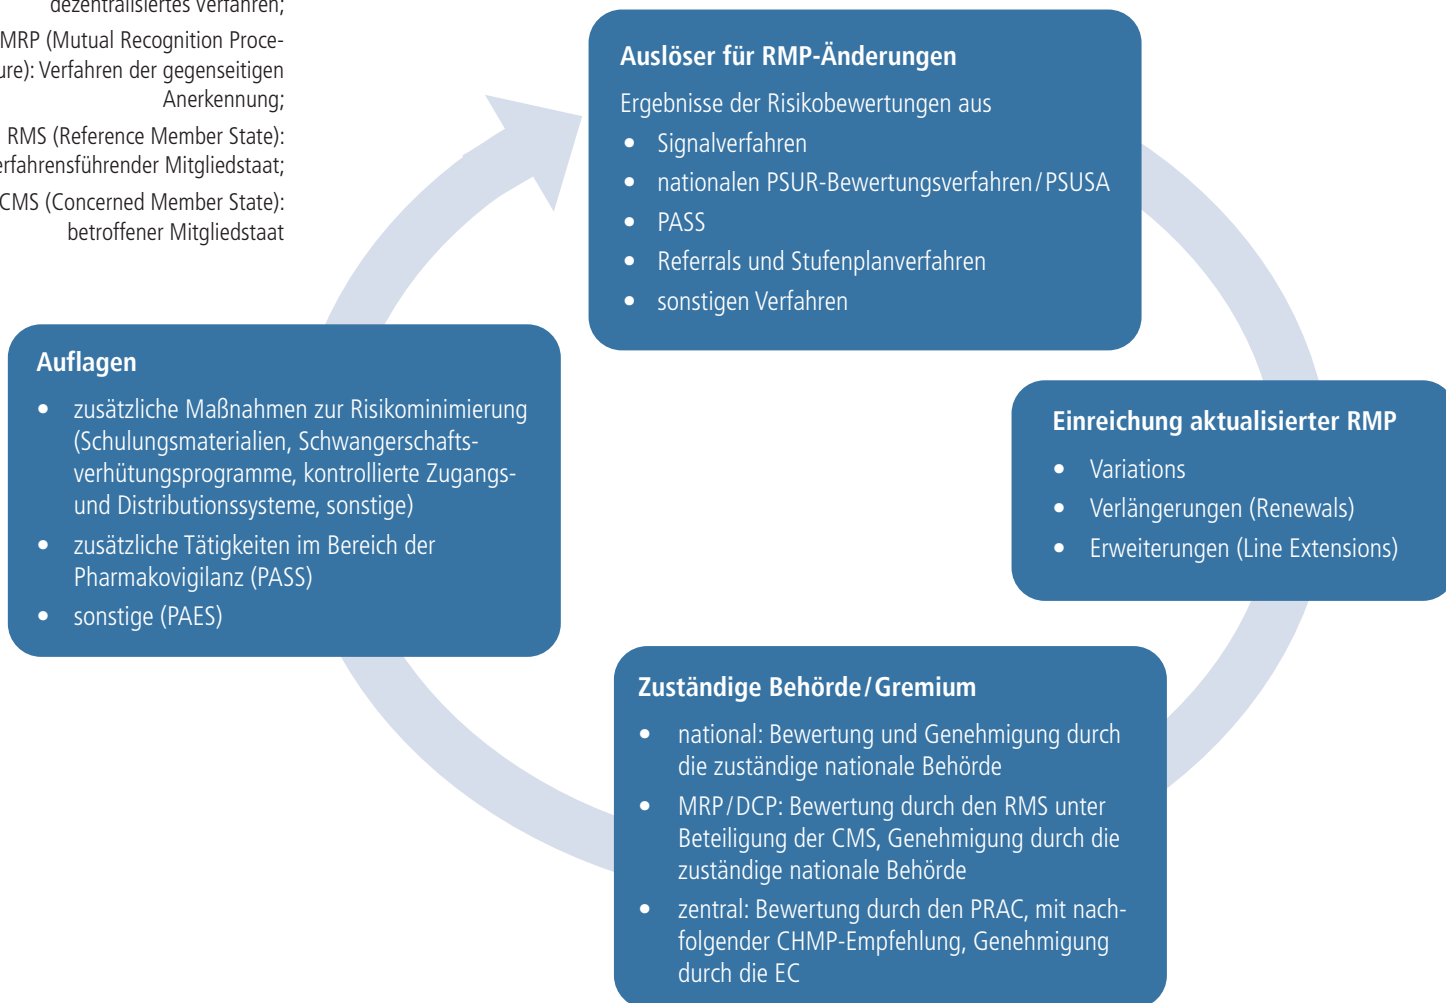 dezentralisiertes Verfahren;
MRP (Mutual Recognition Proce-
ure): Verfahren der gegenseitigen
Anerkennung;
RMS (Reference Member State):
erfahrensführender Mitgliedstaat;
CMS (Concerned Member State):
betroffener Mitgliedstaat
Auslöser für RMP-Änderungen
Ergebnisse der Risikobewertungen aus
• Signalverfahren
• nationalen PSUR-Bewertungsverfahren/PSUSA
• PASS
• Referrals und Stufenplanverfahren
• sonstigen Verfahren
Einreichung aktualisierter RMP
• Variations
• Verlängerungen (Renewals)
• Erweiterungen (Line Extensions)
Zuständige Behörde/Gremium
• national: Bewertung und Genehmigung durch
die zuständige nationale Behörde
• MRP/DCP: Bewertung durch den RMS unter
Beteiligung der CMS, Genehmigung durch die
zuständige nationale Behörde
• zentral: Bewertung durch den PRAC, mit nach-
folgender CHMP-Empfehlung, Genehmigung
durch die EC
Auflagen
• zusätzliche Maßnahmen zur Risikominimierung
(Schulungsmaterialien, Schwangerschafts-
verhütungsprogramme, kontrollierte Zugangs-
und Distributionssysteme, sonstige)
• zusätzliche Tätigkeiten im Bereich der
Pharmakovigilanz (PASS)
• sonstige (PAES)